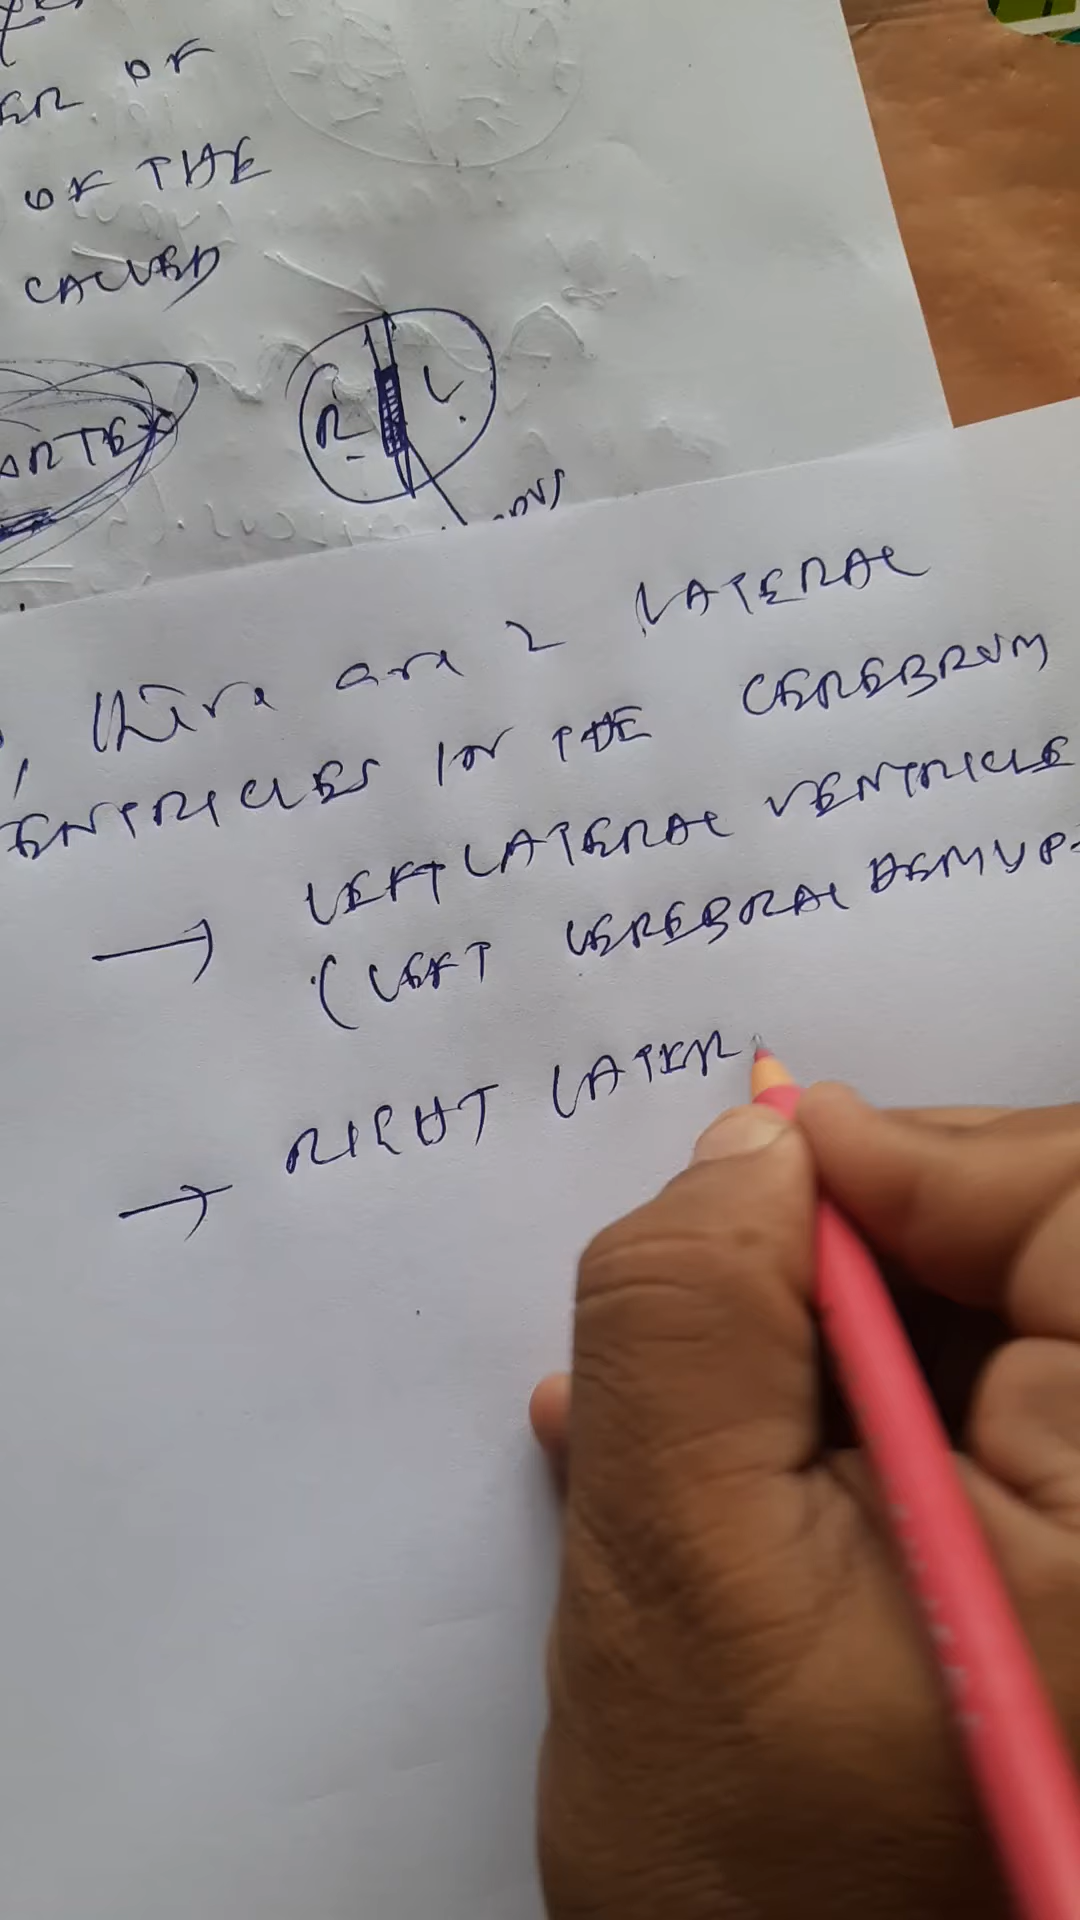 OF
OF THE
CALLED
R L
there are 2 LATERAL
ENTRICLES IN THE CEREBRUM
→ LEFT LATERAL VENTRICLE
(LEFT CEREBRAL HEMISP
→ RIGHT LATER